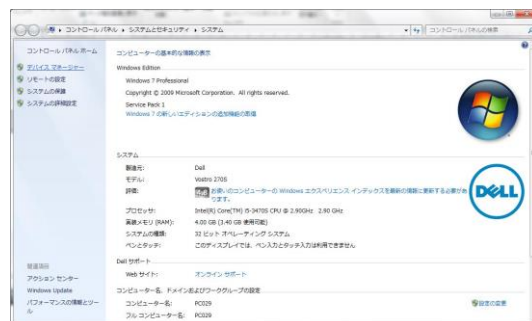 コントロール パネル ▸ システムとセキュリティ ▸ システム
コントロール パネルの検索
コントロール パネル ホーム
デバイス マネージャー
リモートの設定
システムの保護
システムの詳細設定
コンピューターの基本的な情報の表示
Windows Edition
Windows 7 Professional
Copyright © 2009 Microsoft Corporation. All rights reserved.
Service Pack 1
Windows 7 の新しいエディションの追加機能の取得
システム
製造元: Dell
モデル: Vostro 270S
評価: お使いのコンピューターの Windows エクスペリエンス インデックスを最新の情報に更新する必要があ
ります。
プロセッサ: Intel(R) Core(TM) i5-3470S CPU @ 2.90GHz 2.90 GHz
実装メモリ (RAM): 4.00 GB (3.40 GB 使用可能)
システムの種類: 32 ビット オペレーティング システム
ペンとタッチ: このディスプレイでは、ペン入力とタッチ入力は利用できません
DELL
Dell サポート
Web サイト: オンライン サポート
コンピューター名、ドメインおよびワークグループの設定
コンピューター名: PC029
設定の変更
フル コンピューター名: PC029
関連項目
アクション センター
Windows Update
パフォーマンスの情報とツー
ル